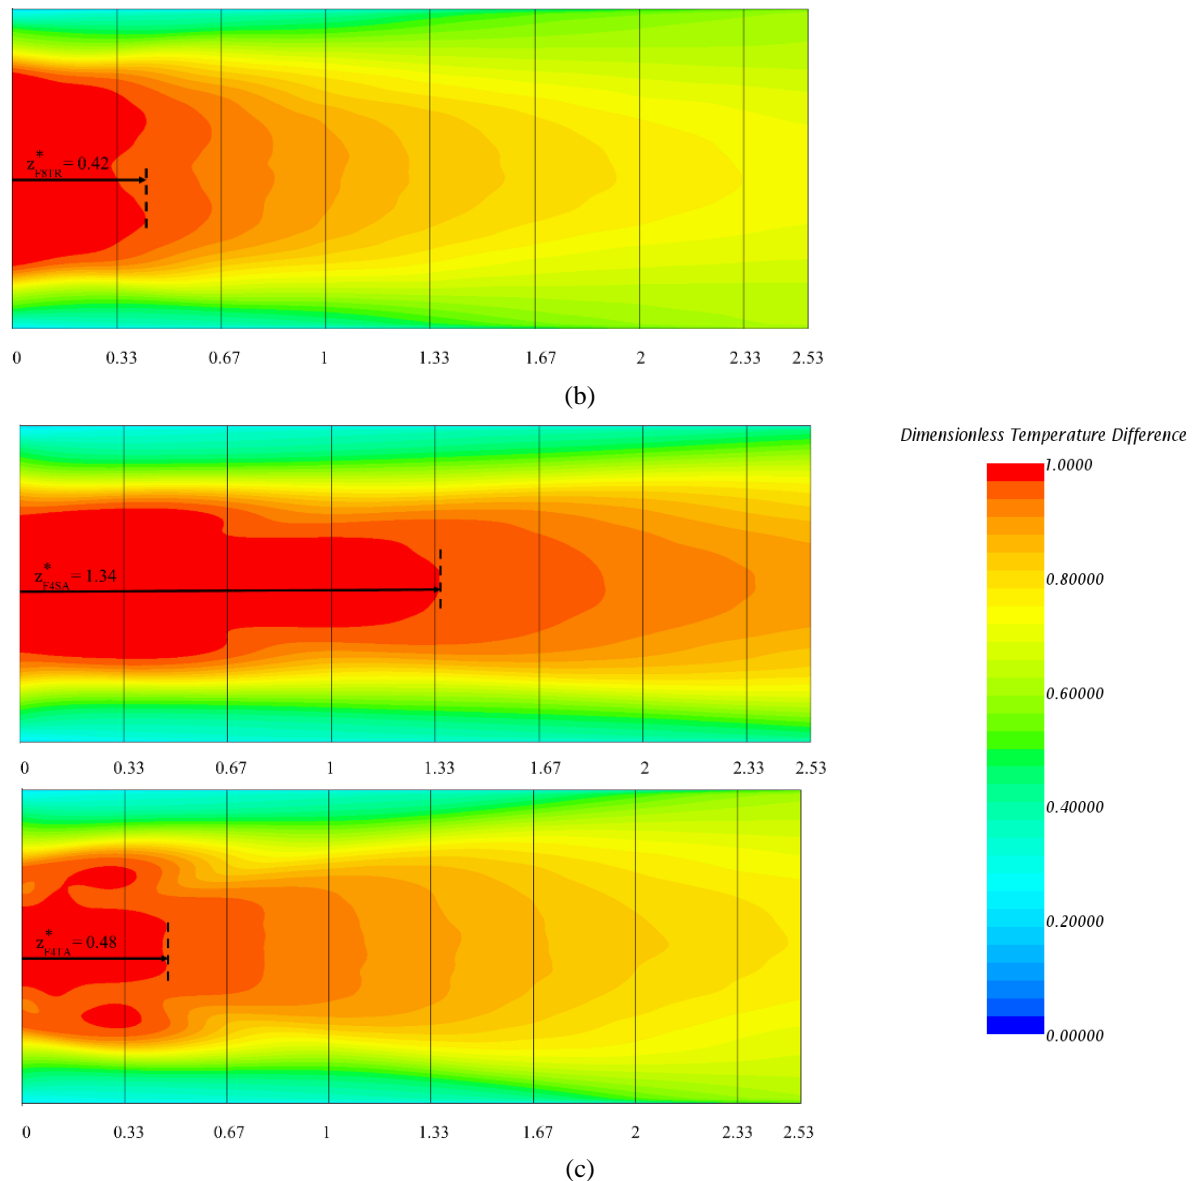 z*F8TR = 0.42
0 0.33 0.67 1 1.33 1.67 2 2.33 2.53
(b)
Dimensionless Temperature Difference
1.0000
0.80000
0.60000
0.40000
0.20000
0.00000
z*F4SA = 1.34
0 0.33 0.67 1 1.33 1.67 2 2.33 2.53
z*F4TA = 0.48
0 0.33 0.67 1 1.33 1.67 2 2.33 2.53
(c)